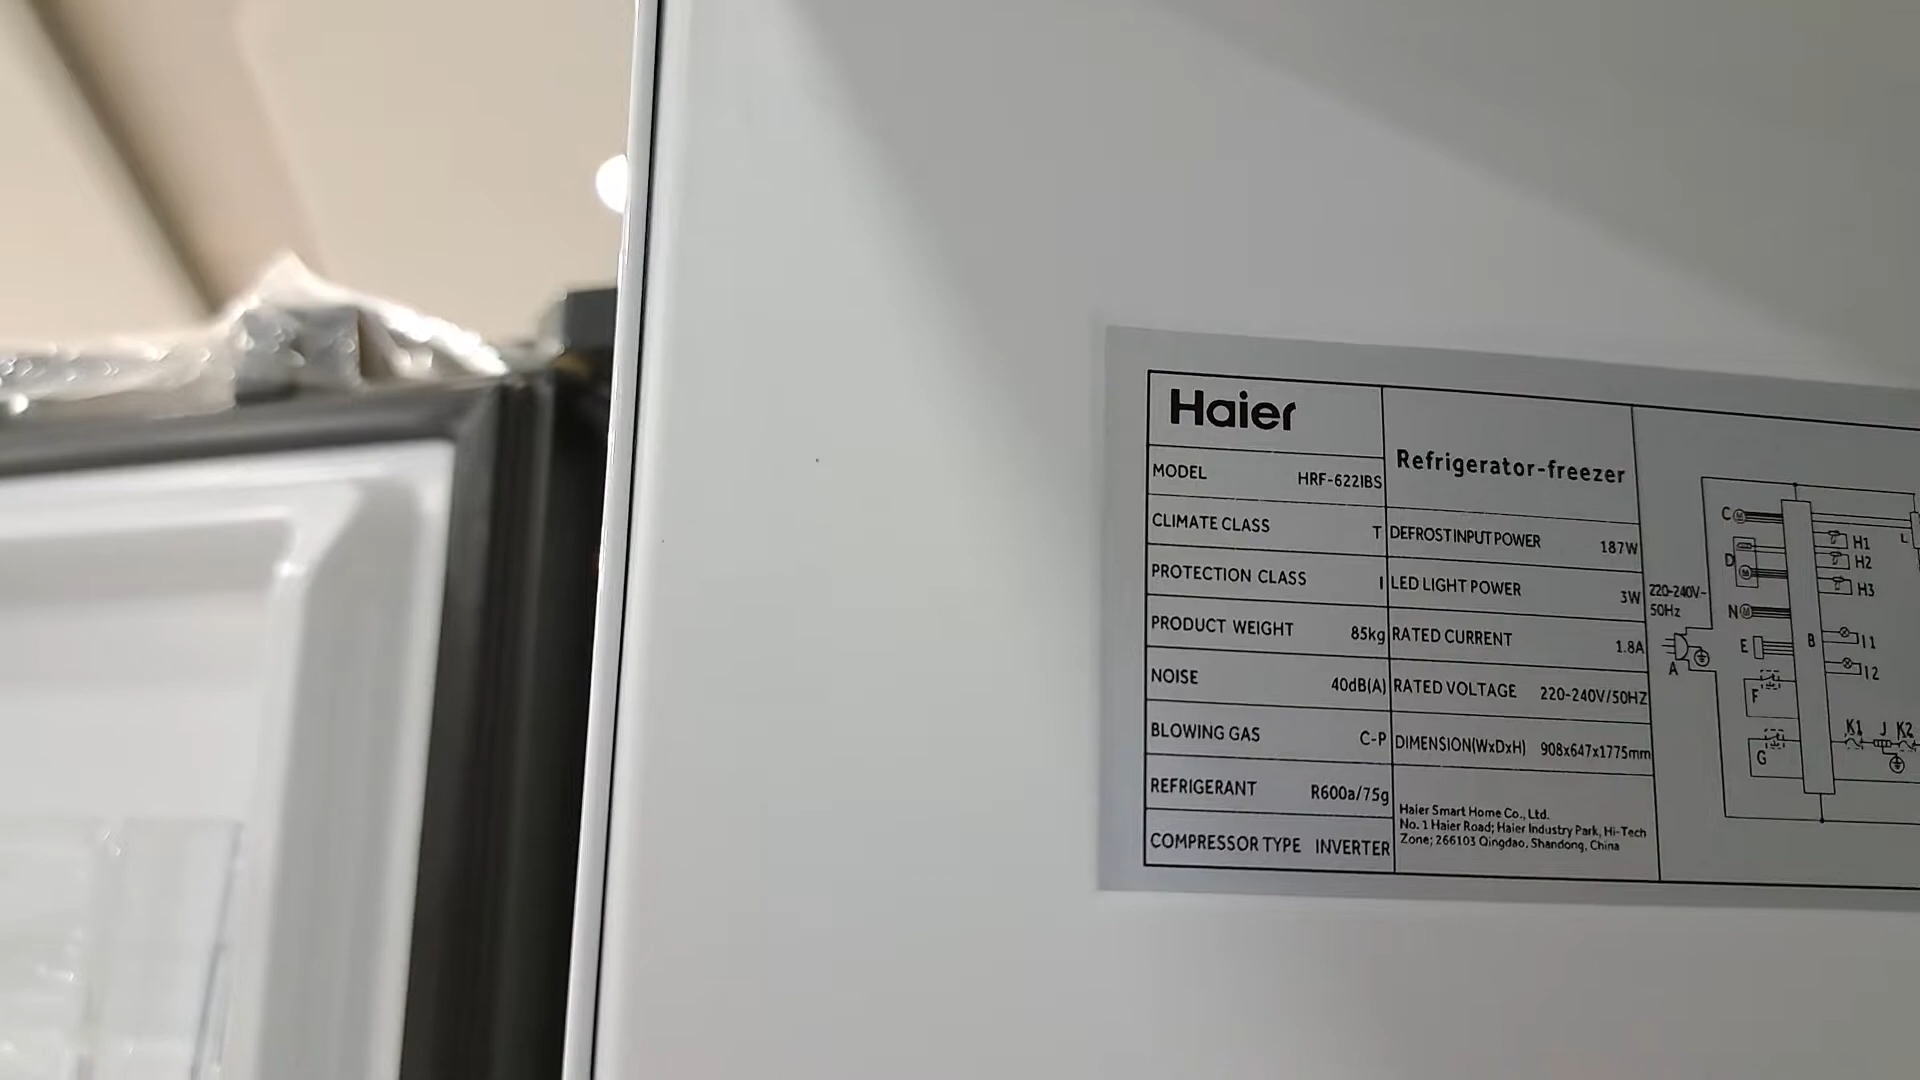 Haier
Refrigerator-freezer
MODEL HRF-622IBS
CLIMATE CLASS T
DEFROST INPUT POWER 187W
PROTECTION CLASS I
LED LIGHT POWER 3W
PRODUCT WEIGHT 85kg
RATED CURRENT 1.8A
NOISE 40dB(A)
RATED VOLTAGE 220-240V/50HZ
BLOWING GAS C-P
DIMENSION(WxDxH) 908x647x1775mm
REFRIGERANT R600a/75g
COMPRESSOR TYPE INVERTER
Haier Smart Home Co., Ltd.
No. 1 Haier Road; Haier Industry Park, Hi-Tech
Zone; 266103 Qingdao, Shandong, China
220-240V~
50Hz
A
C
D
N
E
F
G
B
H1
H2
H3
L
I1
I2
K1 J K2